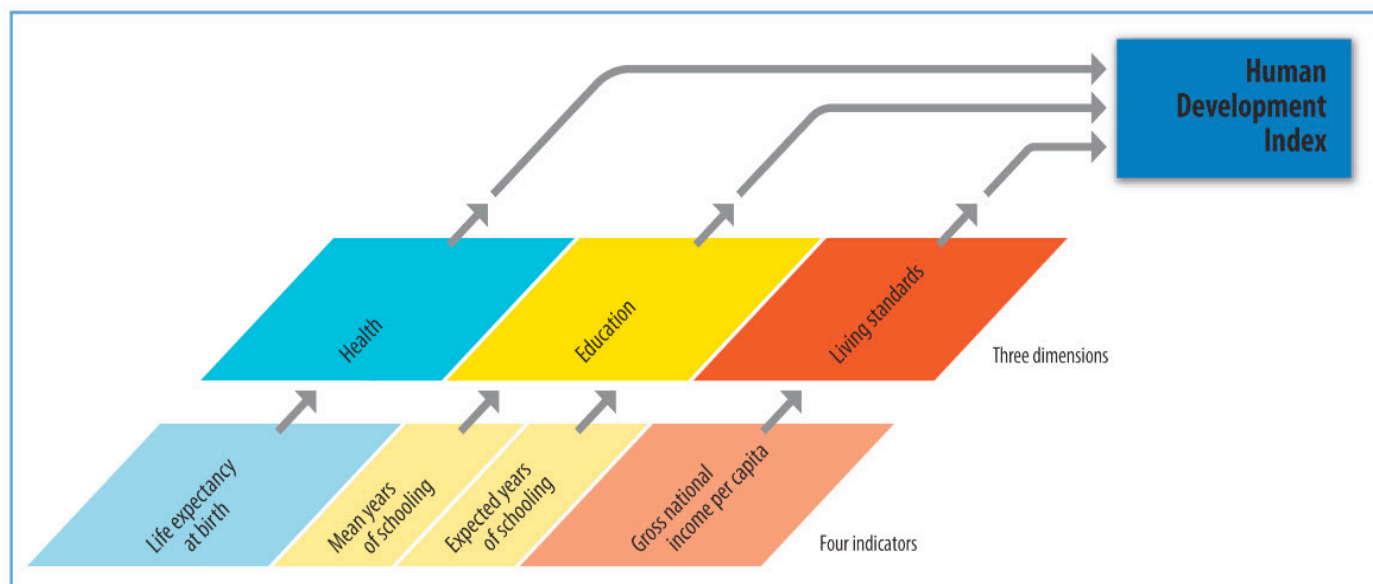 Human
Development
Index
Health
Education
Living standards
Three dimensions
Life expectancy
at birth
Mean years
of schooling
Expected years
of schooling
Gross national
income per capita
Four indicators